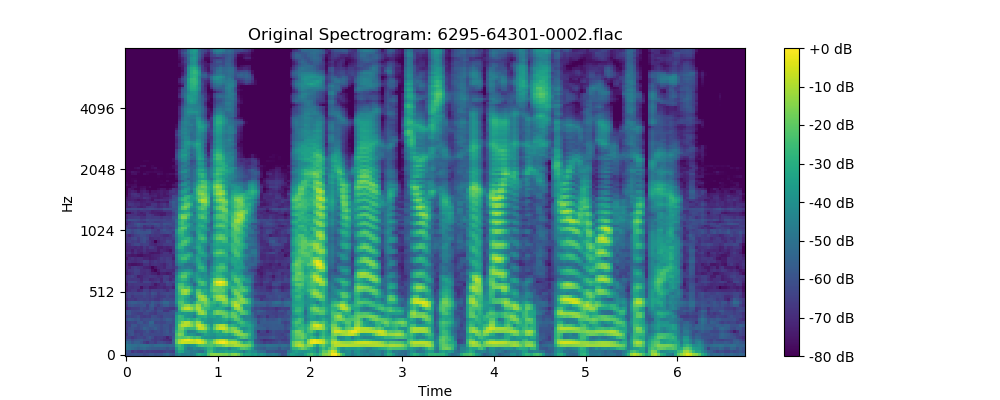 Original Spectrogram: 6295-64301-0002.flac
Hz
4096
2048
1024
512
0
0 1 2 3 4 5 6
Time
+0 dB
-10 dB
-20 dB
-30 dB
-40 dB
-50 dB
-60 dB
-70 dB
-80 dB